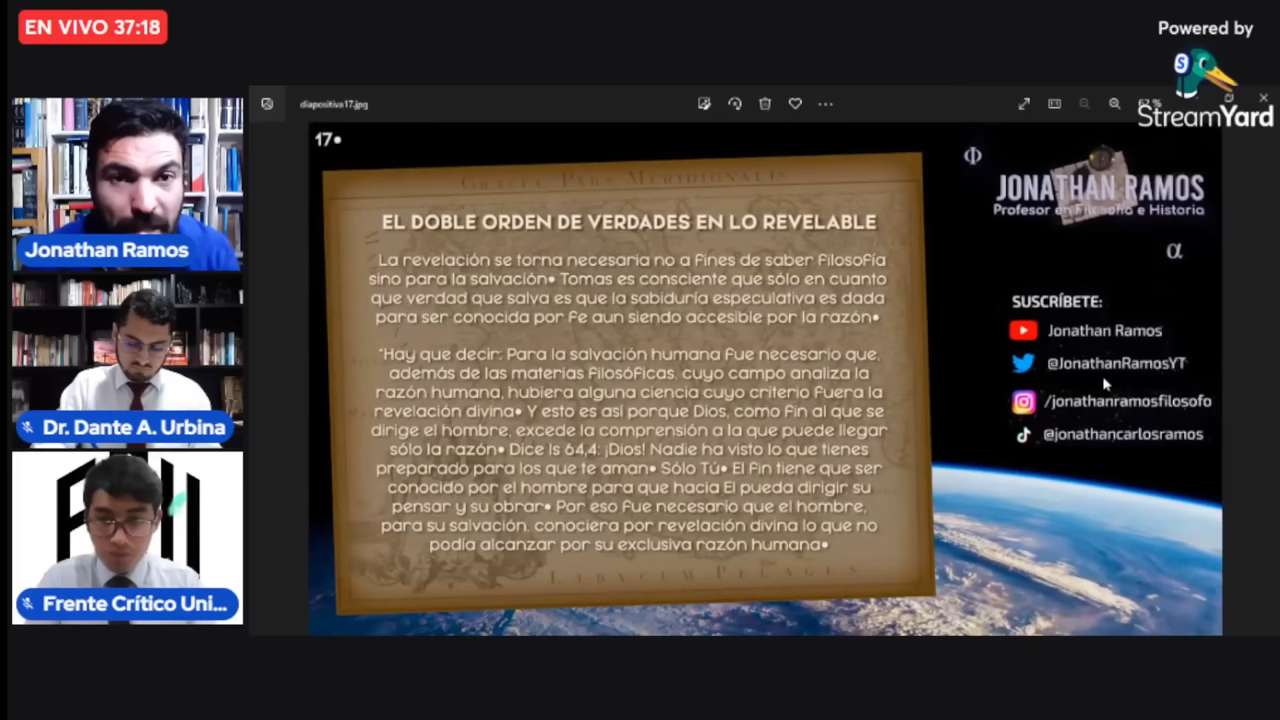 EN VIVO 37:18
Powered by
StreamYard
diapositiva17.jpg
17•
Φ
JONATHAN RAMOS
Profesor en Filosofía e Historia
α
EL DOBLE ORDEN DE VERDADES EN LO REVELABLE
La revelación se torna necesaria no a fines de saber filosofía
sino para la salvación• Tomas es consciente que sólo en cuanto
que verdad que salva es que la sabiduría especulativa es dada
para ser conocida por fe aun siendo accesible por la razón•
"Hay que decir: Para la salvación humana fue necesario que,
además de las materias filosóficas, cuyo campo analiza la
razón humana, hubiera alguna ciencia cuyo criterio fuera la
revelación divina• Y esto es así porque Dios, como fin al que se
dirige el hombre, excede la comprensión a la que puede llegar
sólo la razón• Dice Is 64,4: ¡Dios! Nadie ha visto lo que tienes
preparado para los que te aman• Sólo Tú• El fin tiene que ser
conocido por el hombre para que hacia El pueda dirigir su
pensar y su obrar• Por eso fue necesario que el hombre,
para su salvación, conociera por revelación divina lo que no
podía alcanzar por su exclusiva razón humana•
SUSCRÍBETE:
Jonathan Ramos
@JonathanRamosYT
/jonathanramosfilosofo
@jonathancarlosramos
Jonathan Ramos
Dr. Dante A. Urbina
Frente Crítico Uni...